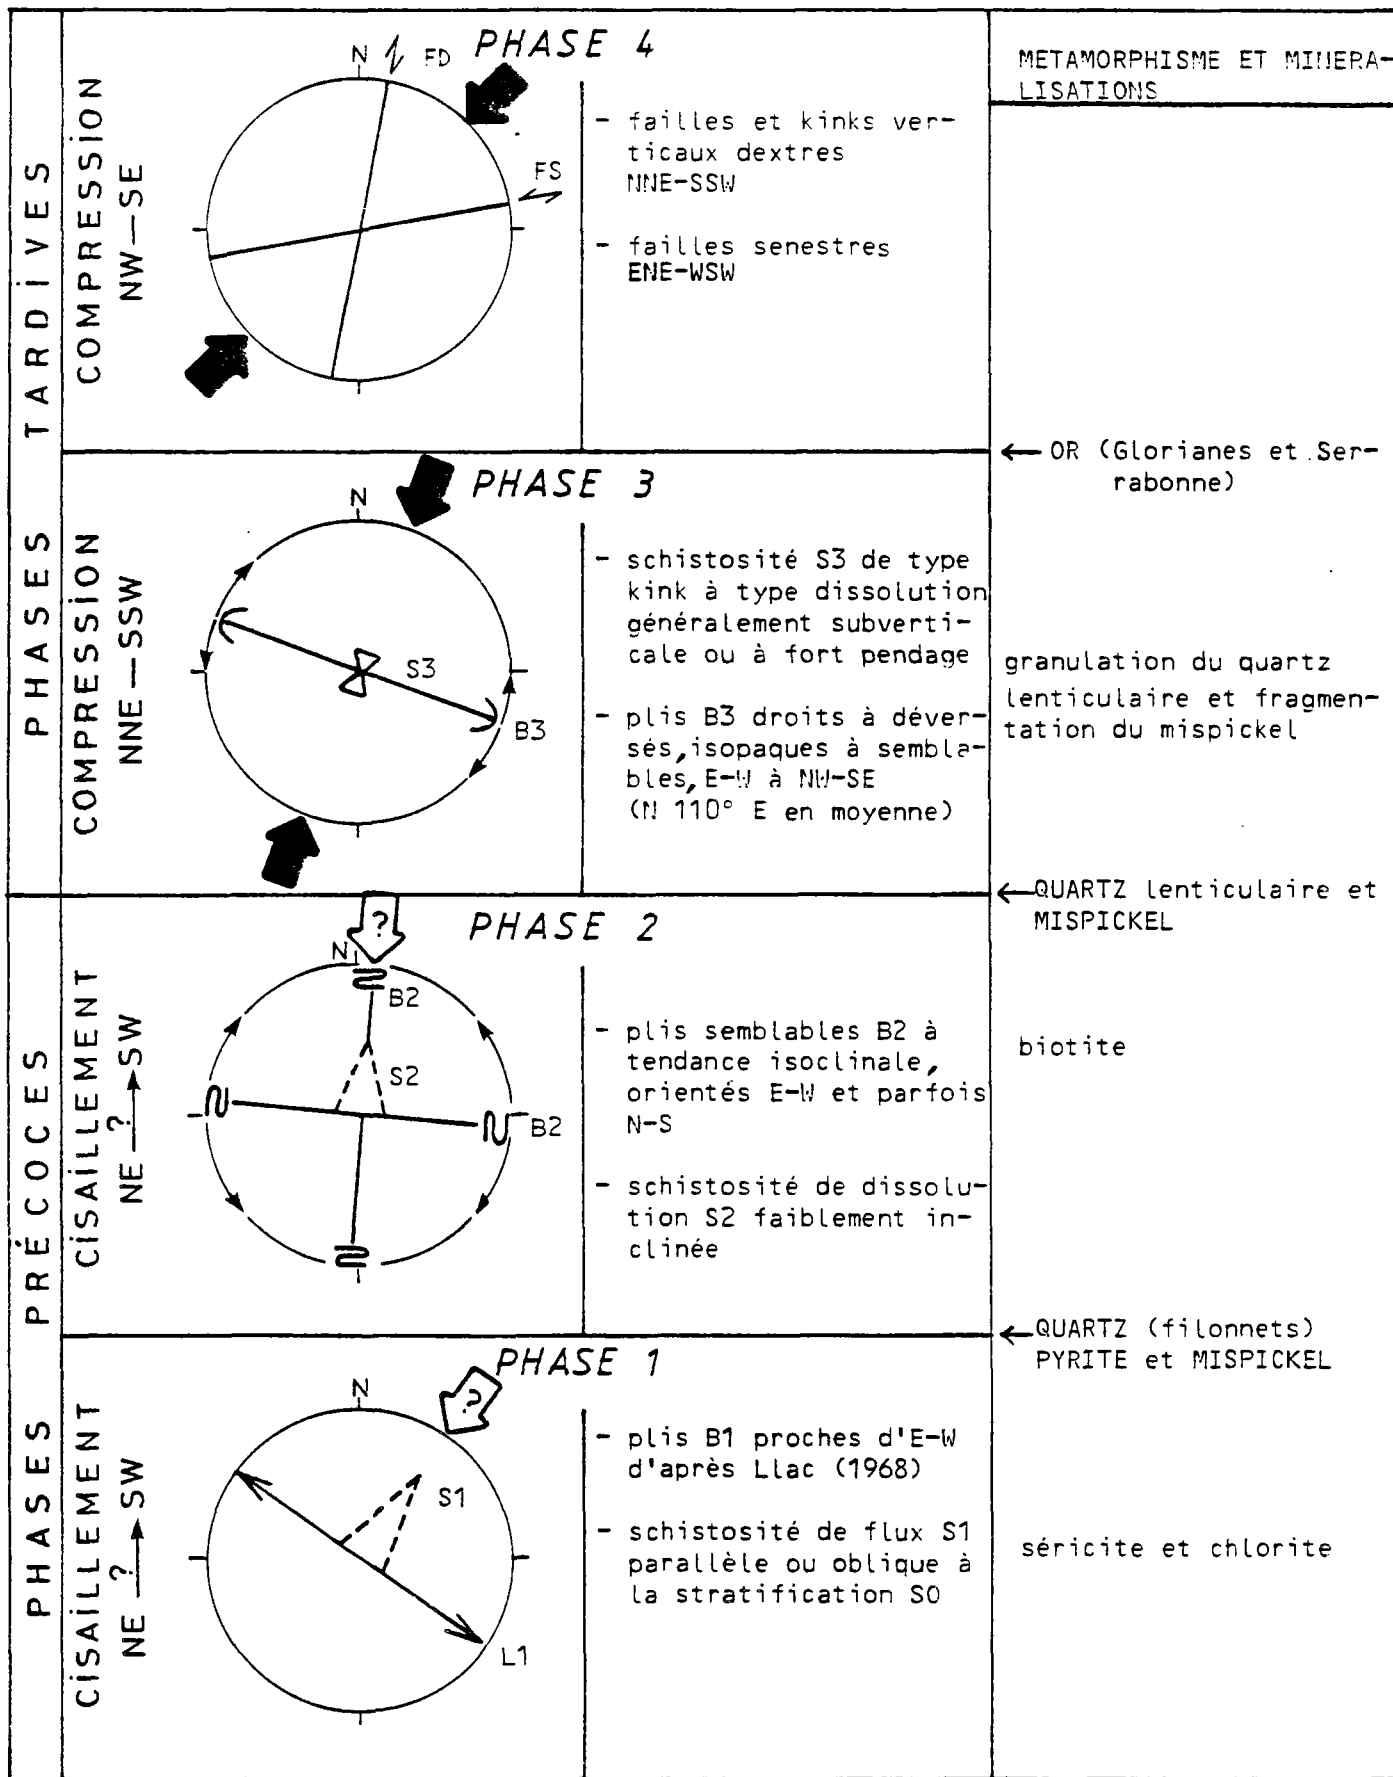 PHASES TARDIVES
COMPRESSION
NW—SE
PHASE 4
N
FD
FS
- failles et kinks ver-
ticaux dextres
NNE-SSW
- failles senestres
ENE-WSW
METAMORPHISME ET MINERA-
LISATIONS
← OR (Glorianes et Ser-
rabonne)
COMPRESSION
NNE—SSW
PHASE 3
N
S3
B3
- schistosité S3 de type
kink à type dissolution
généralement subverti-
cale ou à fort pendage
- plis B3 droits à déver-
sés, isopaques à sembla-
bles, E-W à NW-SE
(N 110° E en moyenne)
granulation du quartz
lenticulaire et fragmen-
tation du mispickel
← QUARTZ lenticulaire et
MISPICKEL
PHASES PRÉCOCES
CISAILLEMENT
NE ?→ SW
PHASE 2
?
N
B2
S2
B2
- plis semblables B2 à
tendance isoclinale,
orientés E-W et parfois
N-S
- schistosité de dissolu-
tion S2 faiblement in-
clinée
biotite
← QUARTZ (filonnets)
PYRITE et MISPICKEL
CISAILLEMENT
NE ?→ SW
PHASE 1
?
N
S1
L1
- plis B1 proches d'E-W
d'après Llac (1968)
- schistosité de flux S1
parallèle ou oblique à
la stratification S0
séricite et chlorite